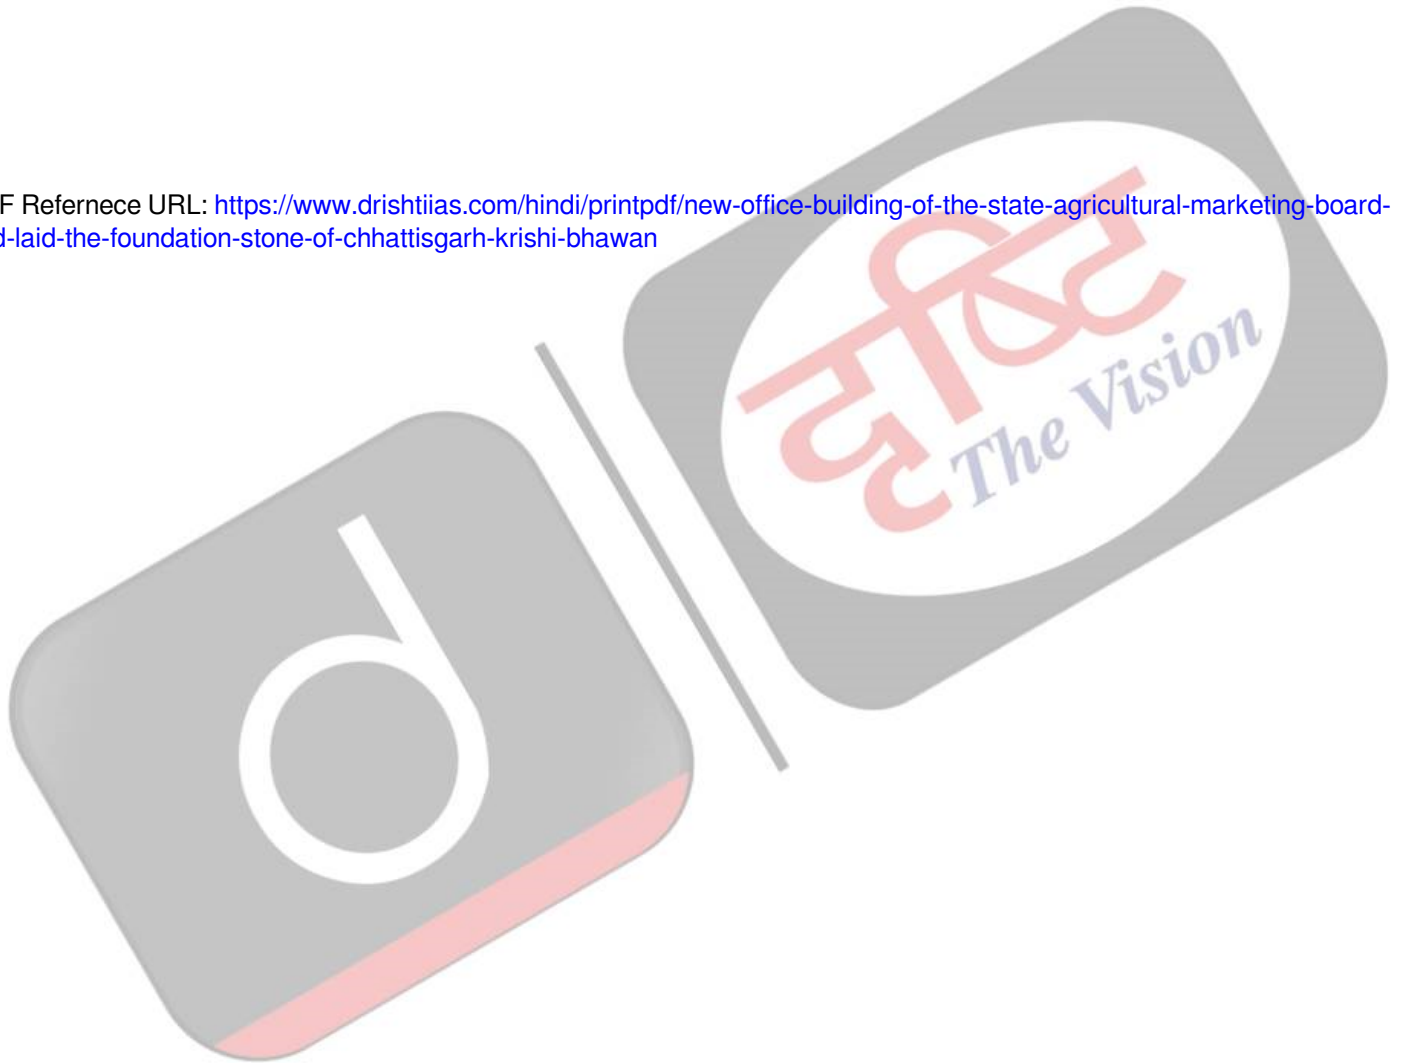 F Refernece URL: https://www.drishtiias.com/hindi/printpdf/new-office-building-of-the-state-agricultural-marketing-board-
d-laid-the-foundation-stone-of-chhattisgarh-krishi-bhawan
दृष्टि
The Vision
d